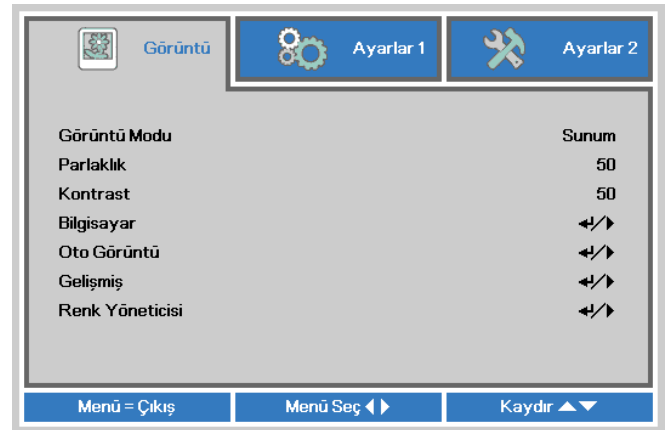 Görüntü
Ayarlar 1
Ayarlar 2
Görüntü Modu Sunum
Parlaklık 50
Kontrast 50
Bilgisayar ↵/▶
Oto Görüntü ↵/▶
Gelişmiş ↵/▶
Renk Yöneticisi ↵/▶
Menü = Çıkış
Menü Seç ◀▶
Kaydır ▲▼